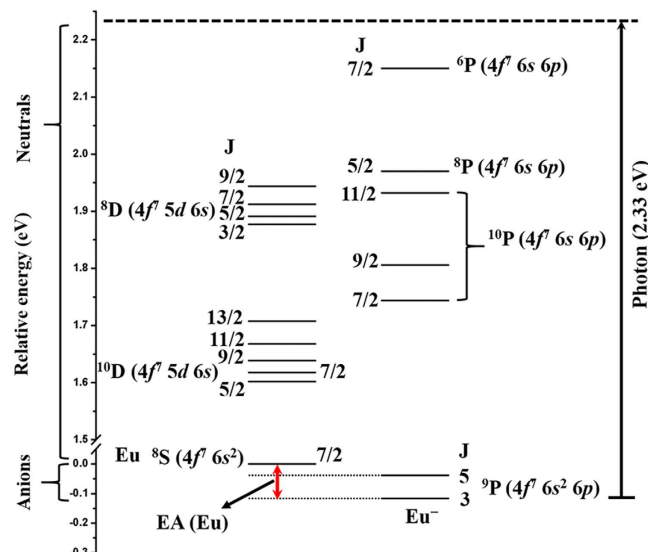 Relative energy (eV)
Neutrals
Anions
2.2
2.1
2.0
1.9
1.8
1.7
1.6
1.5
0.0
-0.1
-0.2
-0.3
J
7/2
⁶P (4f⁷ 6s 6p)
J
9/2
7/2
5/2
3/2
⁸D (4f⁷ 5d 6s)
5/2
⁸P (4f⁷ 6s 6p)
11/2
9/2
7/2
¹⁰P (4f⁷ 6s 6p)
13/2
11/2
9/2
7/2
5/2
¹⁰D (4f⁷ 5d 6s)
Eu ⁸S (4f⁷ 6s²) 7/2
J
5
3
⁹P (4f⁷ 6s² 6p)
EA (Eu)
Eu⁻
Photon (2.33 eV)